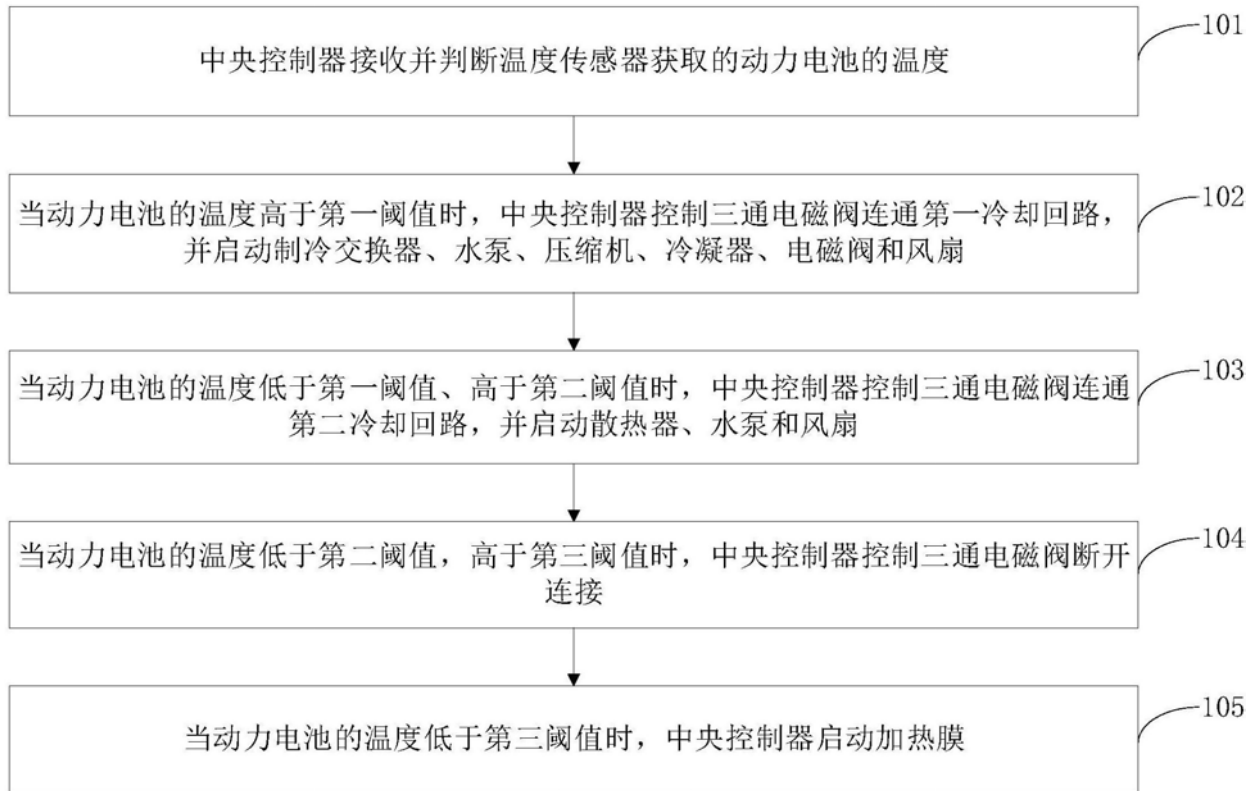 中央控制器接收并判断温度传感器获取的动力电池的温度
101
当动力电池的温度高于第一阈值时，中央控制器控制三通电磁阀连通第一冷却回路，
并启动制冷交换器、水泵、压缩机、冷凝器、电磁阀和风扇
102
当动力电池的温度低于第一阈值、高于第二阈值时，中央控制器控制三通电磁阀连通
第二冷却回路，并启动散热器、水泵和风扇
103
当动力电池的温度低于第二阈值，高于第三阈值时，中央控制器控制三通电磁阀断开
连接
104
当动力电池的温度低于第三阈值时，中央控制器启动加热膜
105